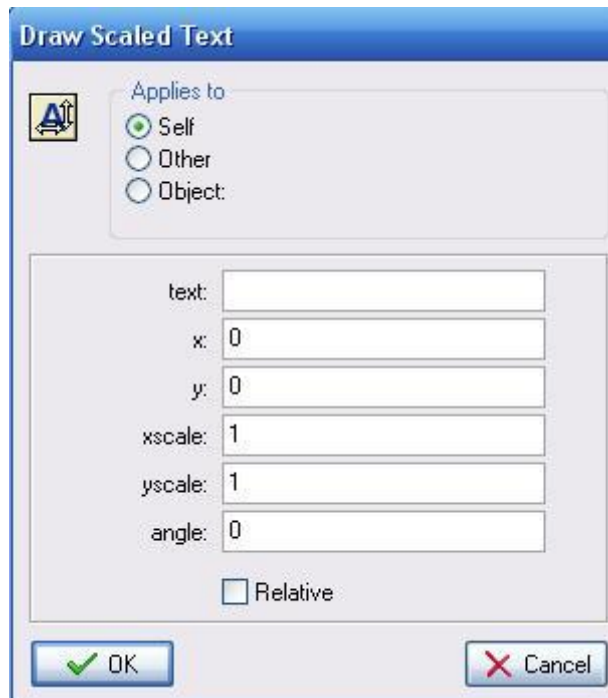 Draw Scaled Text
Applies to
Self
Other
Object:
text:
x: 0
y: 0
xscale: 1
yscale: 1
angle: 0
Relative
OK Cancel